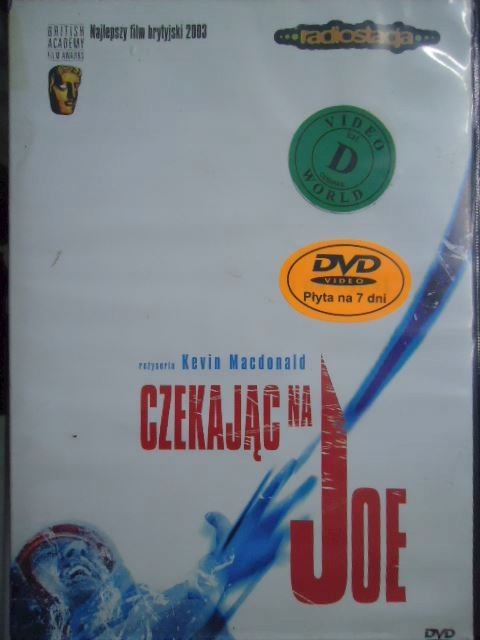 BRITISH
ACADEMY
FILM AWARDS
Najlepszy film brytyjski 2003
radiostacja
VIDEO
D
WORLD
DVD
VIDEO
Płyta na 7 dni
reżyseria Kevin Macdonald
CZEKAJĄC NA
JOE
DVD